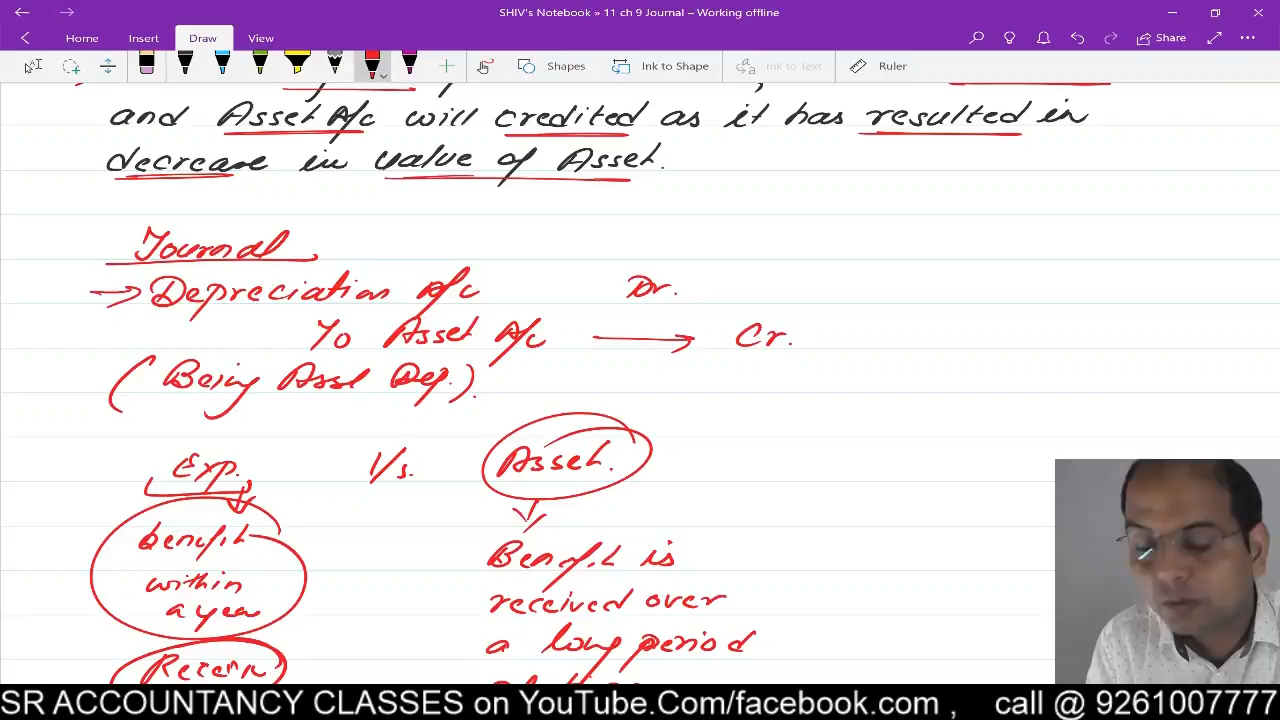 SHIV's Notebook » 11 ch 9 Journal – Working offline
Home Insert Draw View
Share
Shapes Ink to Shape Ink to Text Ruler
and Asset A/c will credited as it has resulted in
decrease in value of Asset.
Journal
→ Depreciation A/c Dr.
To Asset A/c → Cr.
(Being Asset Dep.).
Exp. V/s. Asset.
benefit
within
a year
Benefit is
received over
a long period
SR ACCOUNTANCY CLASSES on YouTube.Com/facebook.com , call @ 9261007777